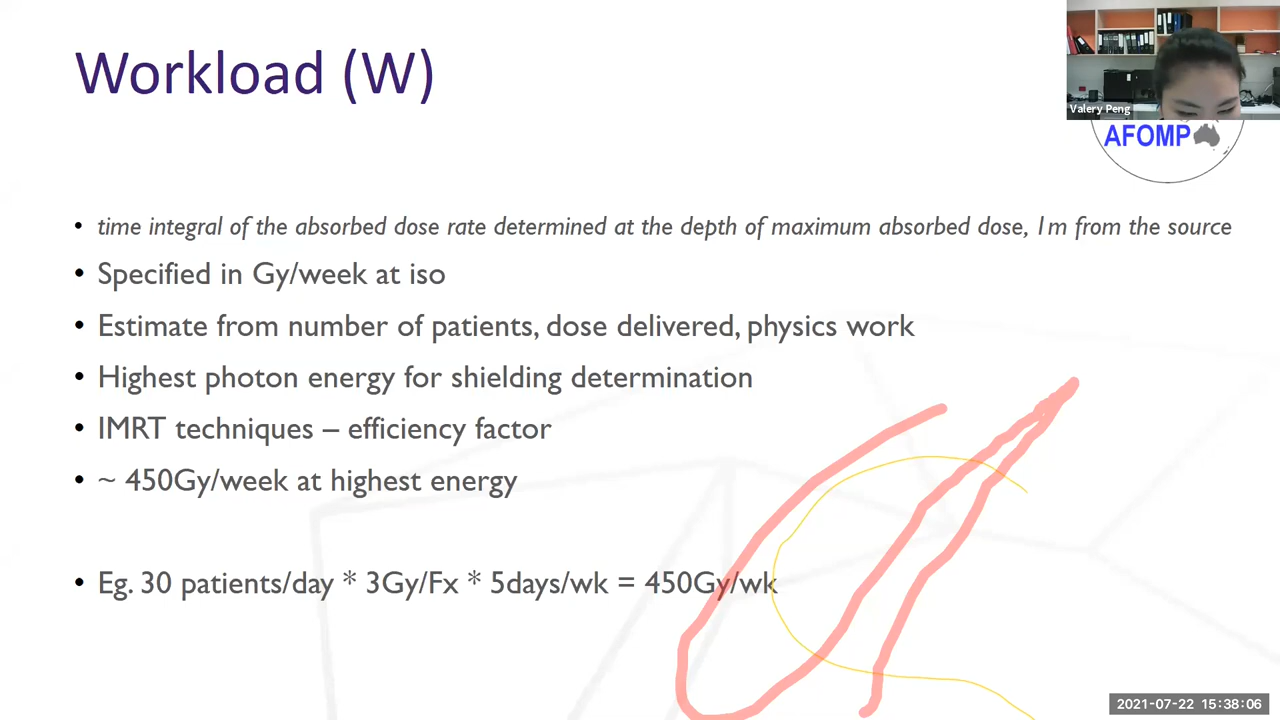 Workload (W)
Valery Peng
AFOMP
• time integral of the absorbed dose rate determined at the depth of maximum absorbed dose, 1m from the source
• Specified in Gy/week at iso
• Estimate from number of patients, dose delivered, physics work
• Highest photon energy for shielding determination
• IMRT techniques – efficiency factor
• ~ 450Gy/week at highest energy
• Eg. 30 patients/day * 3Gy/Fx * 5days/wk = 450Gy/wk
2021-07-22 15:38:06